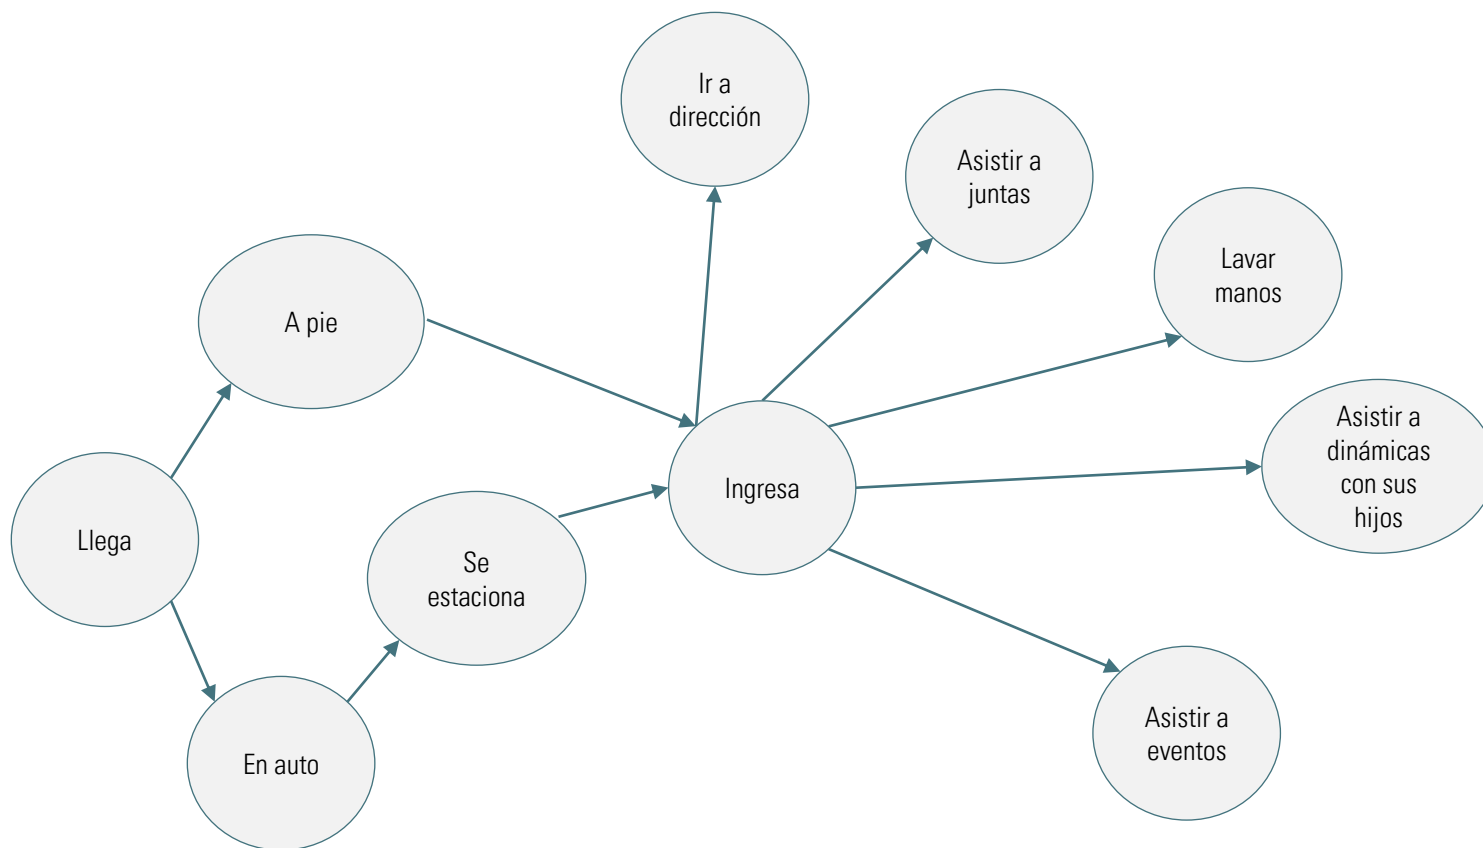 Ir a
dirección
Asistir a
juntas
Lavar
manos
A pie
Asistir a
dinámicas
con sus
hijos
Ingresa
Llega
Se
estaciona
Asistir a
eventos
En auto